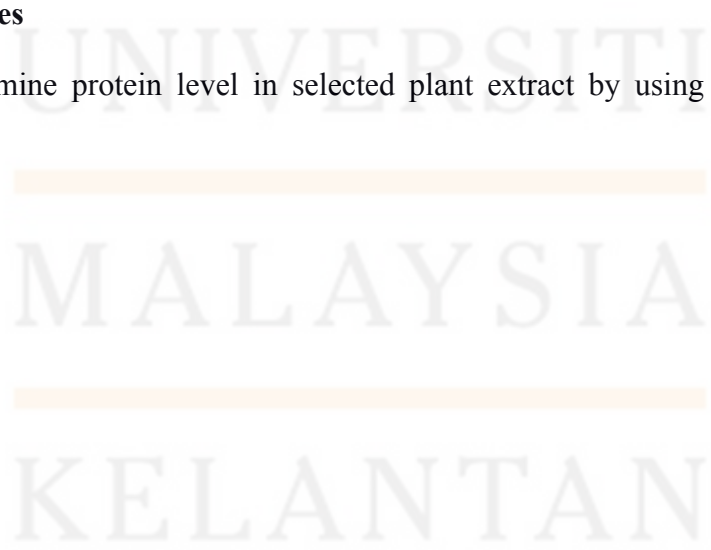 es
UNIVERSITI
mine protein level in selected plant extract by using
MALAYSIA
KELANTAN